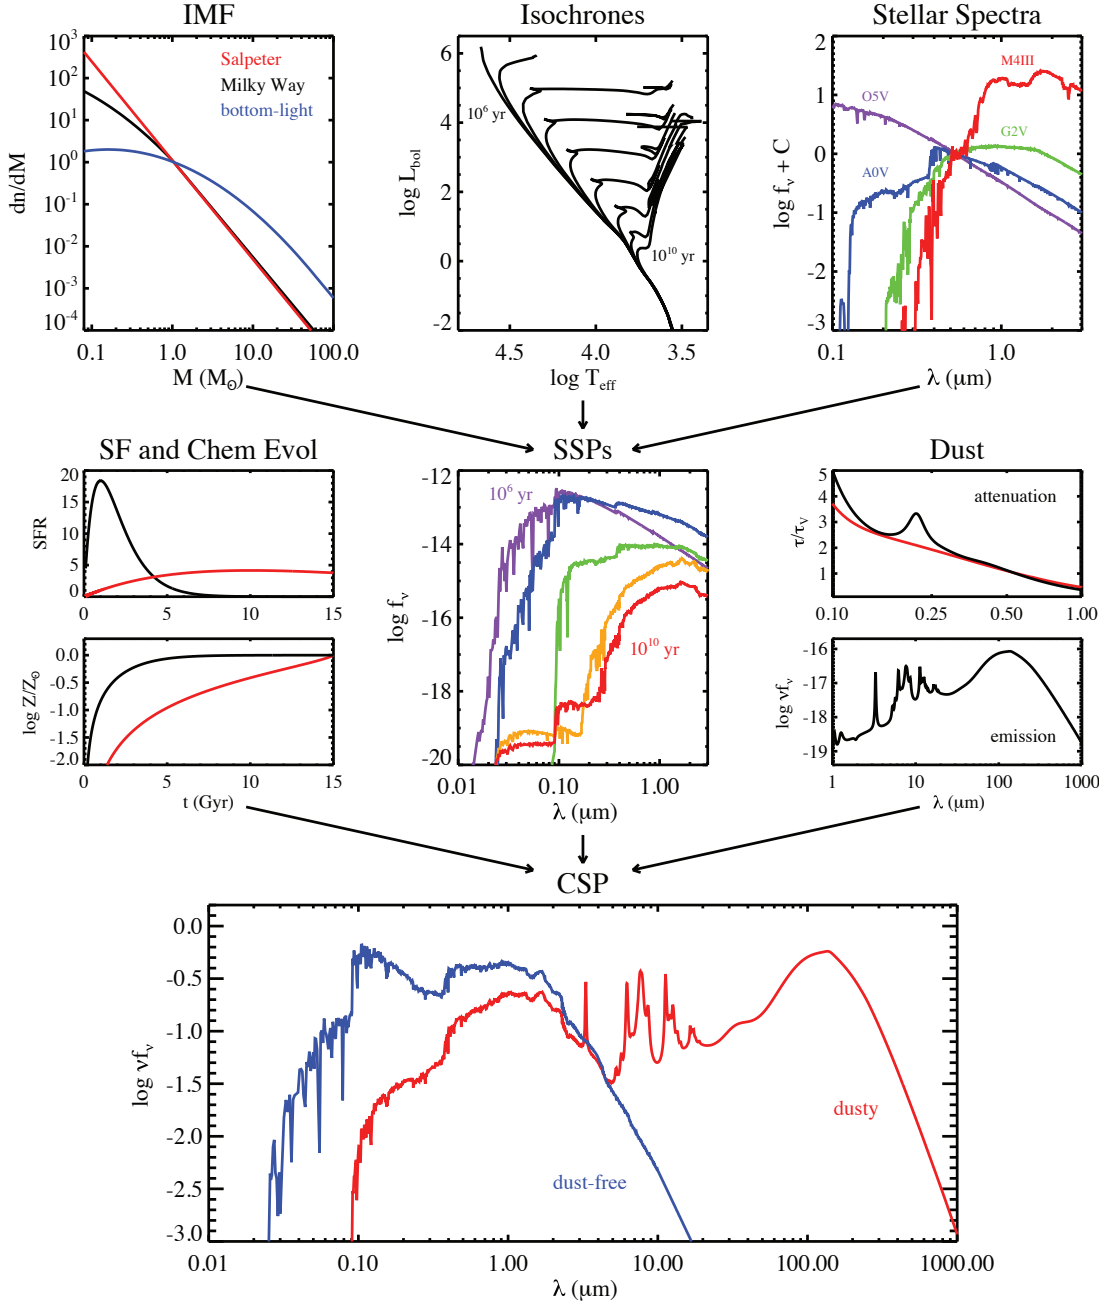 IMF
Isochrones
Stellar Spectra
10³
10²
10¹
10⁰
10⁻¹
10⁻²
10⁻³
10⁻⁴
dn/dM
Salpeter
Milky Way
bottom-light
0.1
1.0
10.0
100.0
M (M⊙)
6
4
2
0
-2
log L_bol
10⁶ yr
10¹⁰ yr
4.5
4.0
3.5
log T_eff
2
1
0
-1
-2
-3
log f_ν + C
M4III
O5V
G2V
A0V
0.1
1.0
λ (μm)
SF and Chem Evol
SSPs
Dust
20
15
10
5
0
SFR
0
5
10
15
0.0
-0.5
-1.0
-1.5
-2.0
log Z/Z⊙
0
5
10
15
t (Gyr)
-12
-14
-16
-18
-20
log f_ν
10⁶ yr
10¹⁰ yr
0.01
0.10
1.00
λ (μm)
5
4
3
2
1
τ/τ_V
attenuation
0.10
0.25
0.50
1.00
-16
-17
-18
-19
log νf_ν
emission
1
10
100
1000
λ (μm)
CSP
0.0
-0.5
-1.0
-1.5
-2.0
-2.5
-3.0
log νf_ν
dusty
dust-free
0.01
0.10
1.00
10.00
100.00
1000.00
λ (μm)